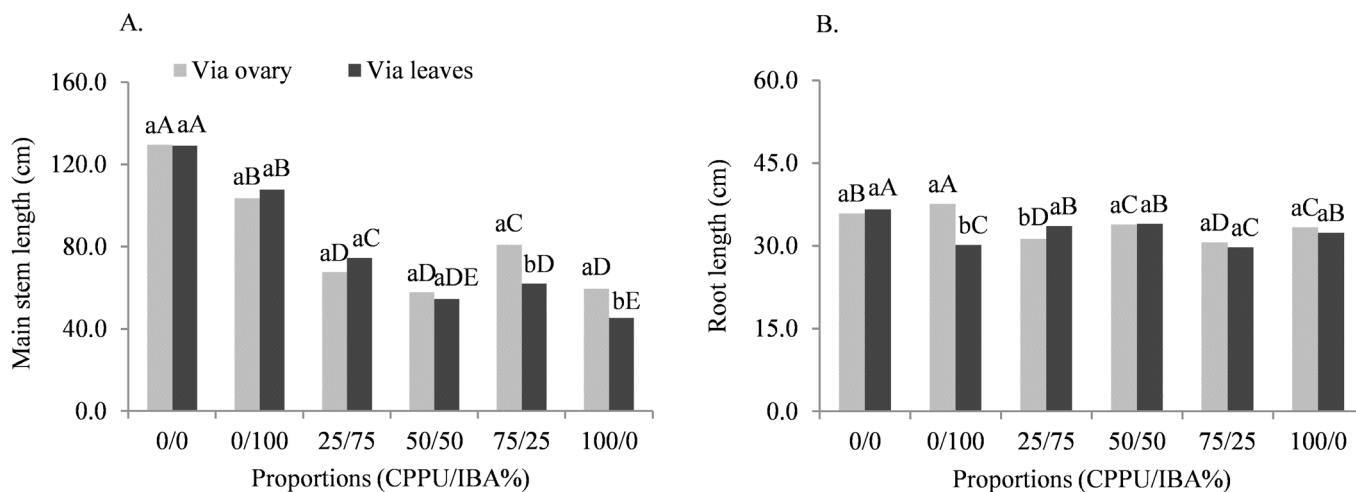 A.
Via ovary Via leaves
160.0
120.0
80.0
40.0
0.0
Main stem length (cm)
aA aA
aB aB
aD aC
aD aDE
aC bD
aD bE
0/0 0/100 25/75 50/50 75/25 100/0
Proportions (CPPU/IBA%)
B.
60.0
45.0
30.0
15.0
0.0
Root length (cm)
aB aA
aA bC
bD aB
aC aB
aD aC
aC aB
0/0 0/100 25/75 50/50 75/25 100/0
Proportions (CPPU/IBA%)